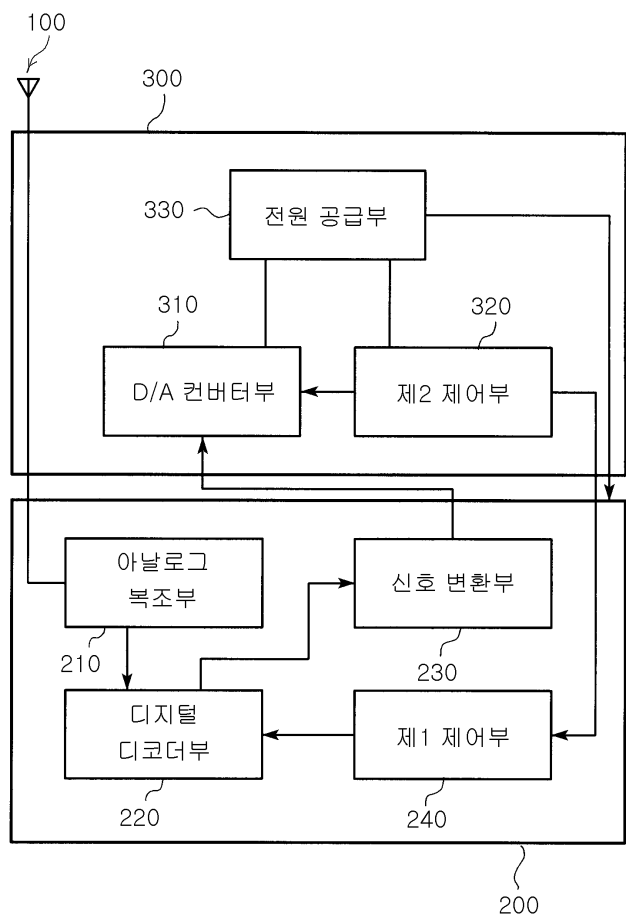 100
300
330
전원 공급부
310
320
D/A 컨버터부
제2 제어부
아날로그
복조부
신호 변환부
210
230
디지털
디코더부
제1 제어부
220
240
200